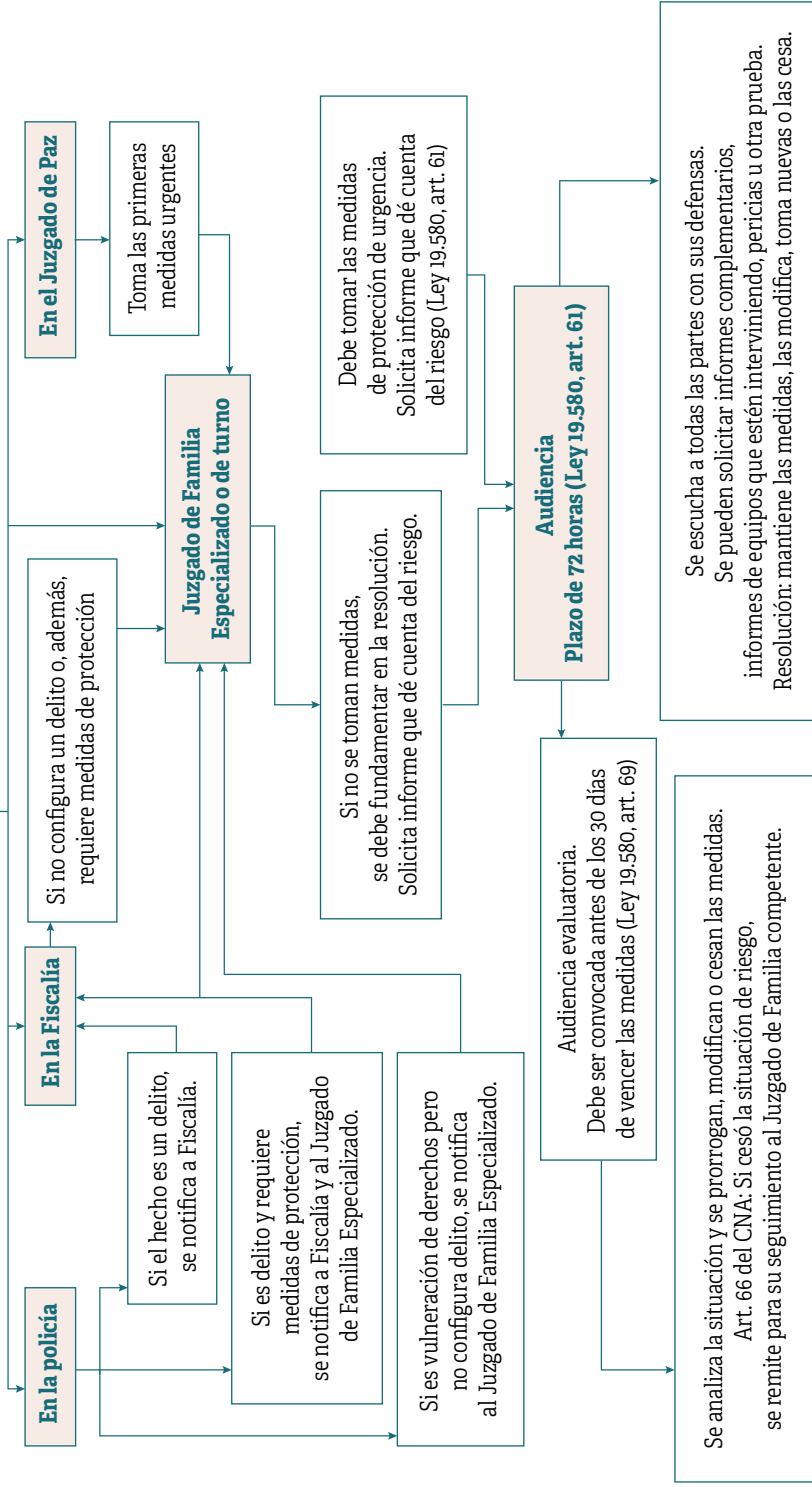 En la policía
En la Fiscalía
En el Juzgado de Paz
Si el hecho es un delito,
se notifica a Fiscalía.
Si es delito y requiere
medidas de protección,
se notifica a Fiscalía y al Juzgado
de Familia Especializado.
Si es vulneración de derechos pero
no configura delito, se notifica
al Juzgado de Familia Especializado.
Si no configura un delito o, además,
requiere medidas de protección
Toma las primeras
medidas urgentes
Juzgado de Familia
Especializado o de turno
Si no se toman medidas,
se debe fundamentar en la resolución.
Solicita informe que dé cuenta del riesgo.
Debe tomar las medidas
de protección de urgencia.
Solicita informe que dé cuenta
del riesgo (Ley 19.580, art. 61)
Audiencia
Plazo de 72 horas (Ley 19.580, art. 61)
Audiencia evaluatoria.
Debe ser convocada antes de los 30 días
de vencer las medidas (Ley 19.580, art. 69)
Se analiza la situación y se prorrogan, modifican o cesan las medidas.
Art. 66 del CNA: Si cesó la situación de riesgo,
se remite para su seguimiento al Juzgado de Familia competente.
Se escucha a todas las partes con sus defensas.
Se pueden solicitar informes complementarios,
informes de equipos que estén interviniendo, pericias u otra prueba.
Resolución: mantiene las medidas, las modifica, toma nuevas o las cesa.